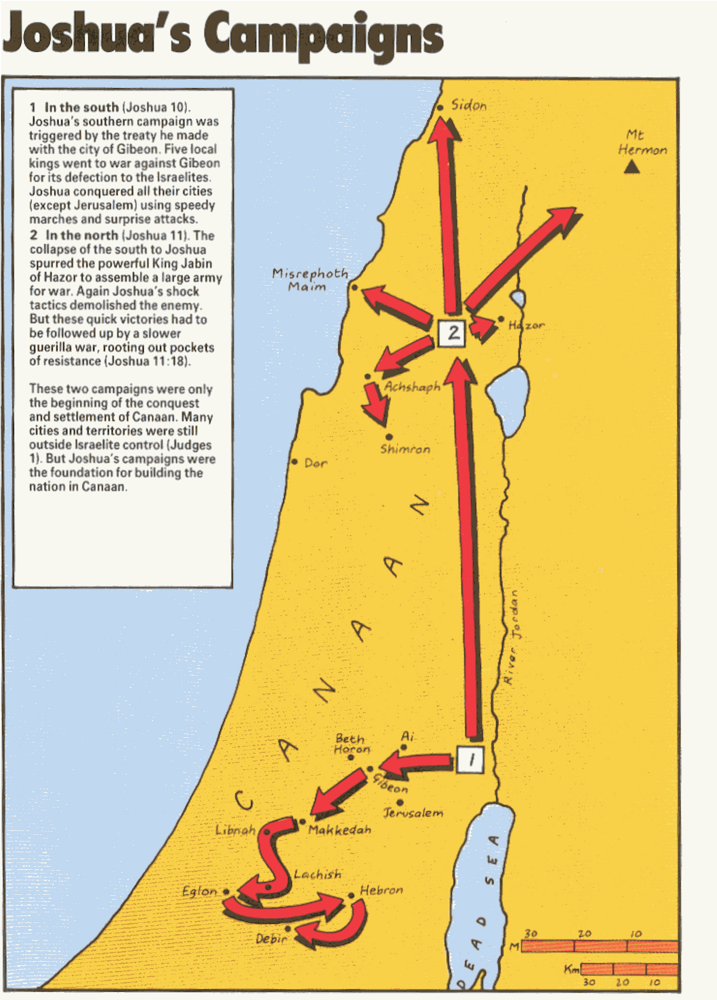 Joshua's Campaigns
1 In the south (Joshua 10).
Joshua's southern campaign was
triggered by the treaty he made
with the city of Gibeon. Five local
kings went to war against Gibeon
for its defection to the Israelites.
Joshua conquered all their cities
(except Jerusalem) using speedy
marches and surprise attacks.
2 In the north (Joshua 11). The
collapse of the south to Joshua
spurred the powerful King Jabin
of Hazor to assemble a large army
for war. Again Joshua's shock
tactics demolished the enemy.
But these quick victories had to
be followed up by a slower
guerilla war, rooting out pockets
of resistance (Joshua 11:18).
These two campaigns were only
the beginning of the conquest
and settlement of Canaan. Many
cities and territories were still
outside Israelite control (Judges
1). But Joshua's campaigns were
the foundation for building the
nation in Canaan.
Sidon
Mt
Hermon
Misrephoth
Maim
2
Hazor
Achshaph
Shimron
Dor
CANAAN
River Jordan
Beth
Horon
Ai
1
Gibeon
Jerusalem
Libnah
Makkedah
Lachish
Eglon
Hebron
Debir
DEAD SEA
30 20 10
M
Km
30 20 10